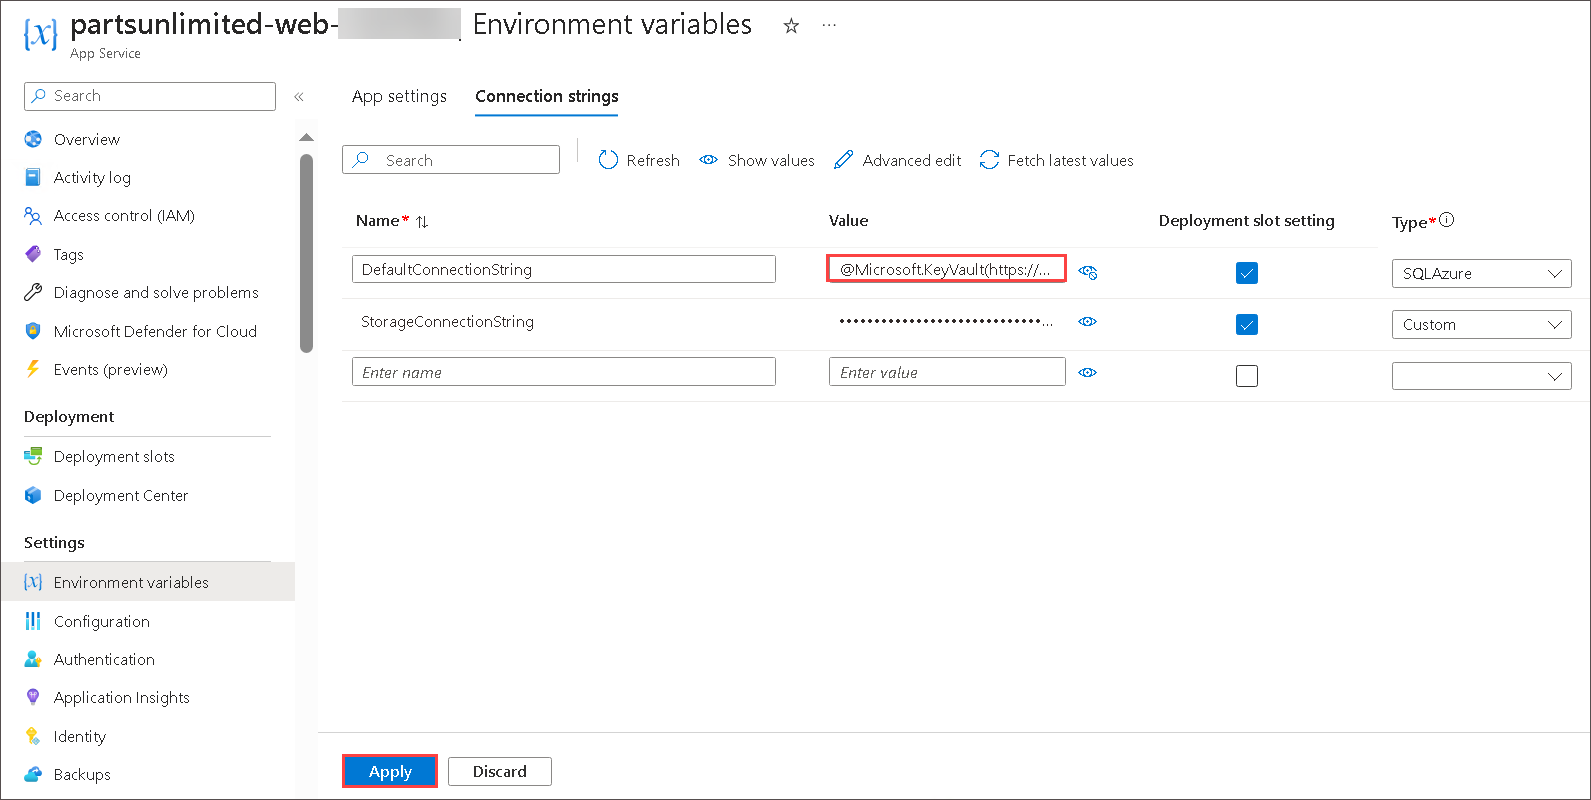 partsunlimited-web- Environment variables
App Service
Search
Overview
Activity log
Access control (IAM)
Tags
Diagnose and solve problems
Microsoft Defender for Cloud
Events (preview)
Deployment
Deployment slots
Deployment Center
Settings
Environment variables
Configuration
Authentication
Application Insights
Identity
Backups
App settings Connection strings
Search Refresh Show values Advanced edit Fetch latest values
Name* Value Deployment slot setting Type*
DefaultConnectionString @Microsoft.KeyVault(https://... SQLAzure
StorageConnectionString ••••••••••••••••••••••••••••• ... Custom
Enter name Enter value
Apply Discard